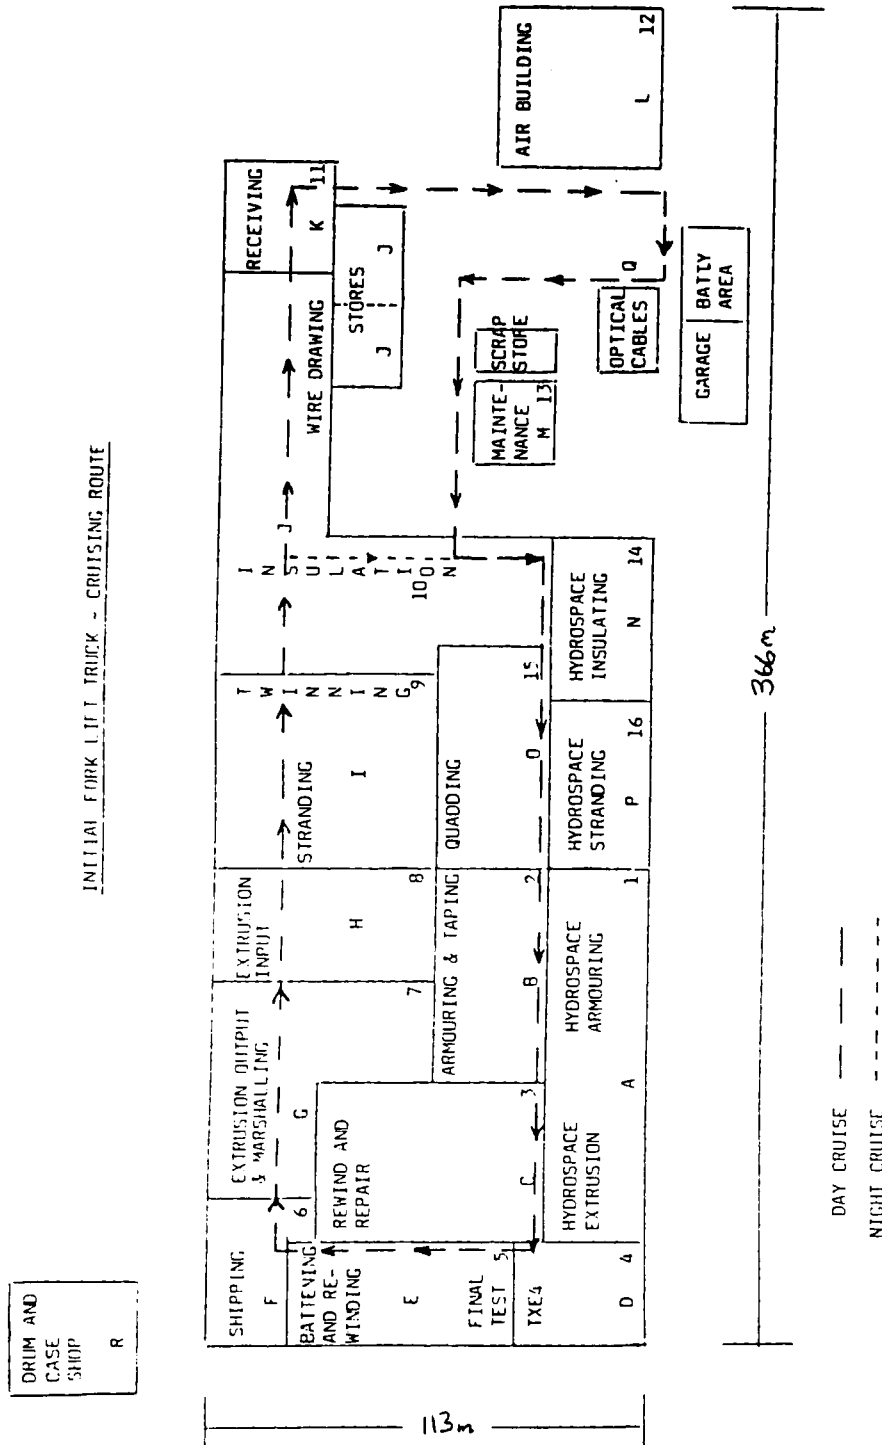 INITIAL FORK LIFT TRUCK - CRUISING ROUTE
DRUM AND
CASE
SHOP
R
SHIPPING
F
BATTENING
AND RE-
WINDING
E
FINAL
TEST
5
TXE4
D
4
6
EXTRUSION OUTPUT
& MARSHALLING
G
7
REWIND AND
REPAIR
C
3
HYDROSPACE
EXTRUSION
A
HYDROSPACE
ARMOURING
1
EXTRUSION
INPUT
H
8
ARMOURING & TAPING
B
2
STRANDING
I
TWINNING
9
QUADDING
O
15
HYDROSPACE
STRANDING
P
16
HYDROSPACE
INSULATING
N
14
INSULATION
10
J
WIRE DRAWING
RECEIVING
K
11
STORES
J
J
MAINTE-
NANCE
M
13
SCRAP
STORE
OPTICAL
CABLES
Q
GARAGE
BATTY
AREA
AIR BUILDING
L
12
113m
366m
DAY CRUISE
NIGHT CRUISE